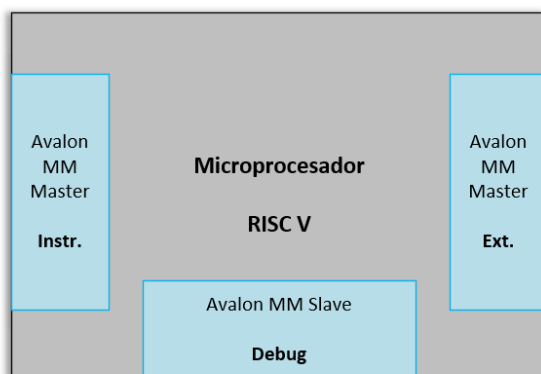 Avalon
MM
Master
Instr.
Microprocesador
RISC V
Avalon
MM
Master
Ext.
Avalon MM Slave
Debug